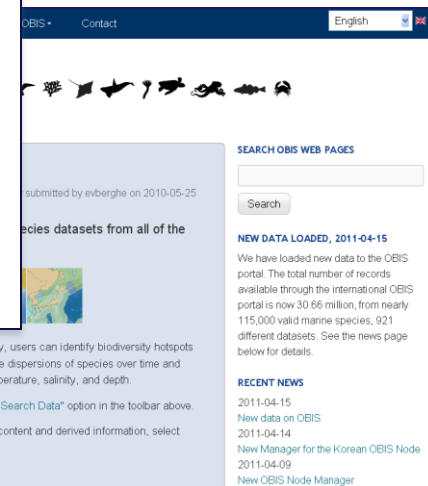 OBIS Contact English
submitted by evberghe on 2010-05-25
species datasets from all of the
users can identify biodiversity hotspots
dispersions of species over time and
salinity, and depth.
Search Data" option in the toolbar above.
content and derived information, select
SEARCH OBIS WEB PAGES
Search
NEW DATA LOADED, 2011-04-15
We have loaded new data to the OBIS
portal. The total number of records
available through the international OBIS
portal is now 30.66 million, from nearly
115,000 valid marine species, 921
different datasets. See the news page
below for details.
RECENT NEWS
2011-04-15
New data on OBIS
2011-04-14
New Manager for the Korean OBIS Node
2011-04-09
New OBIS Node Manager